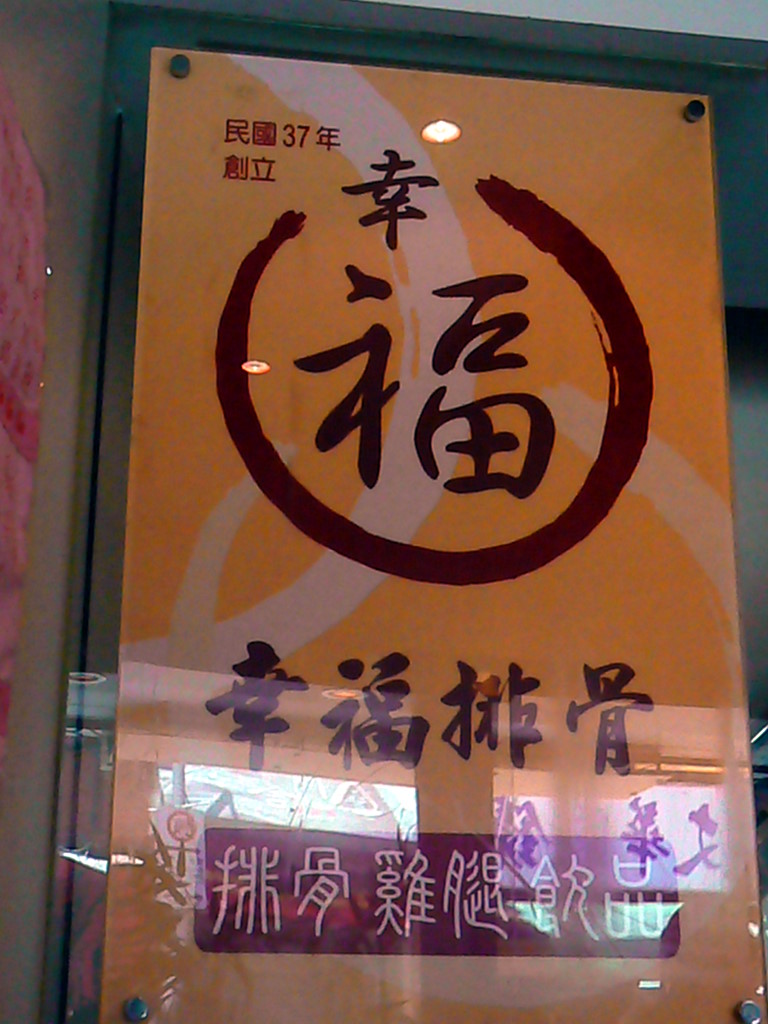 民國37年
創立
幸
福
幸福排骨
排骨雞腿飲品